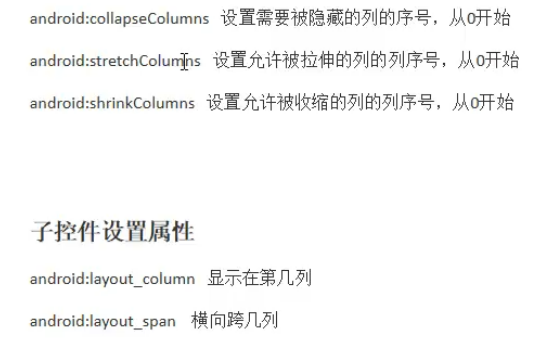 android:collapseColumns 设置需要被隐藏的列的序号，从0开始
android:stretchColumns 设置允许被拉伸的列的列序号，从0开始
android:shrinkColumns 设置允许被收缩的列的列序号，从0开始
子控件设置属性
android:layout_column 显示在第几列
android:layout_span 横向跨几列